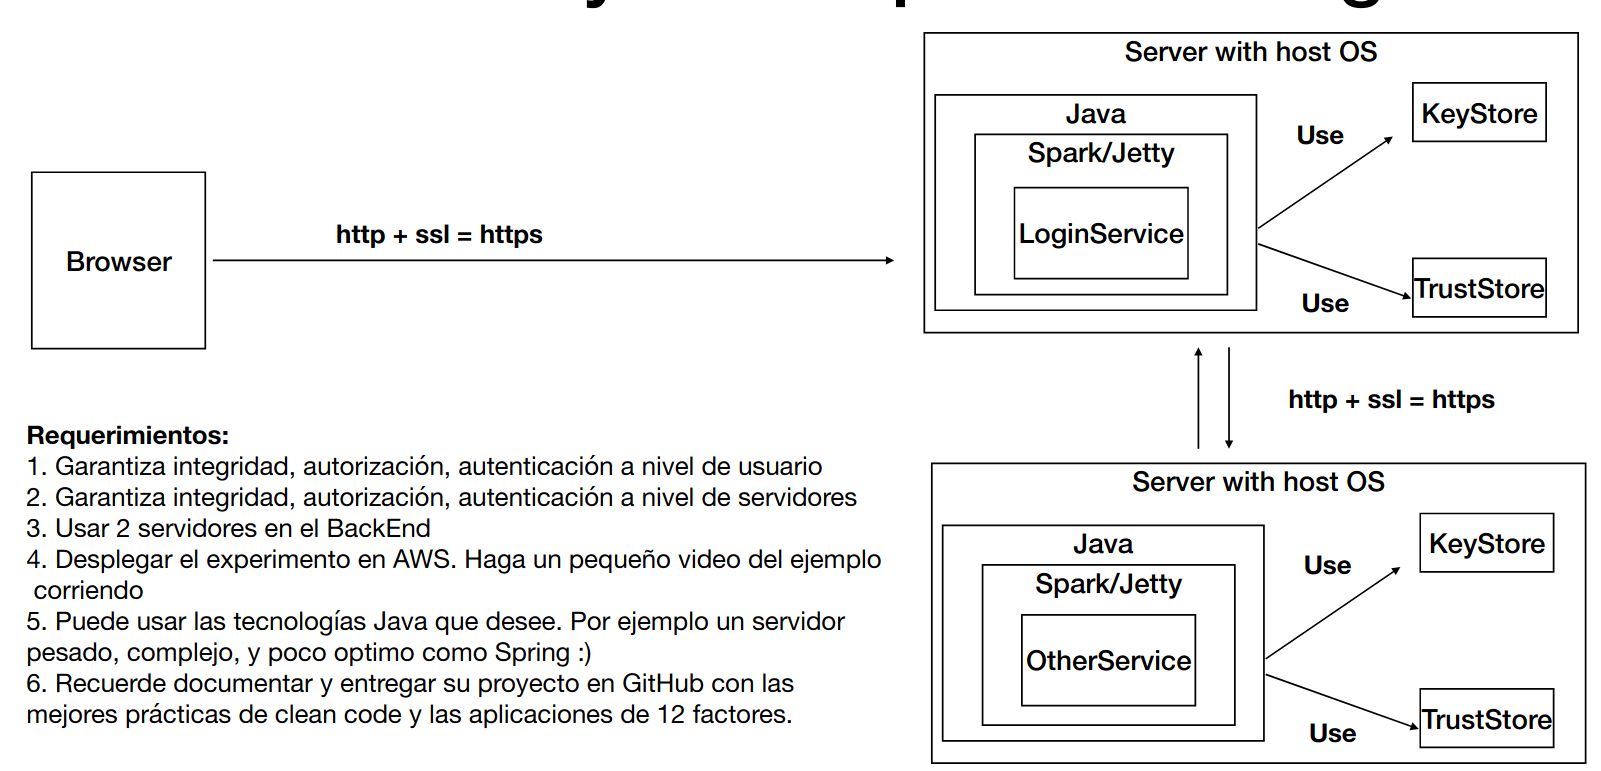 Server with host OS
Java
KeyStore
Use
Spark/Jetty
LoginService
http + ssl = https
Browser
TrustStore
Use
http + ssl = https
Requerimientos:
1. Garantiza integridad, autorización, autenticación a nivel de usuario
2. Garantiza integridad, autorización, autenticación a nivel de servidores
3. Usar 2 servidores en el BackEnd
4. Desplegar el experimento en AWS. Haga un pequeño video del ejemplo
corriendo
5. Puede usar las tecnologías Java que desee. Por ejemplo un servidor
pesado, complejo, y poco optimo como Spring :)
6. Recuerde documentar y entregar su proyecto en GitHub con las
mejores prácticas de clean code y las aplicaciones de 12 factores.
Server with host OS
Java
KeyStore
Use
Spark/Jetty
OtherService
TrustStore
Use